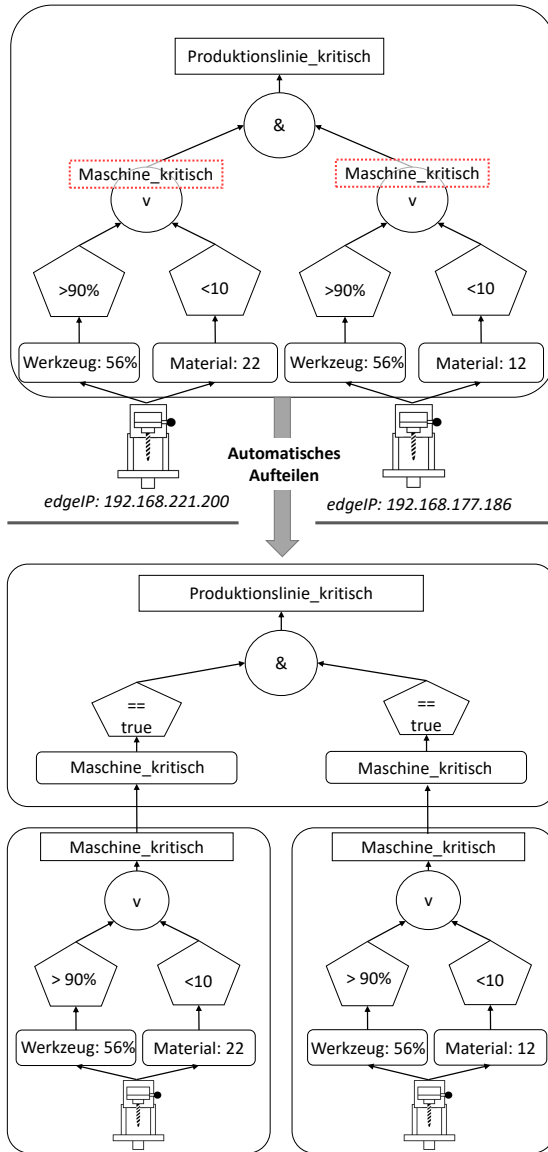 Produktionslinie_kritisch
&
Maschine_kritisch
Maschine_kritisch
v
v
>90%
<10
>90%
<10
Werkzeug: 56%
Material: 22
Werkzeug: 56%
Material: 12
Automatisches
Aufteilen
edgeIP: 192.168.221.200
edgeIP: 192.168.177.186
Produktionslinie_kritisch
&
==
true
==
true
Maschine_kritisch
Maschine_kritisch
Maschine_kritisch
Maschine_kritisch
v
v
> 90%
<10
> 90%
<10
Werkzeug: 56%
Material: 22
Werkzeug: 56%
Material: 12